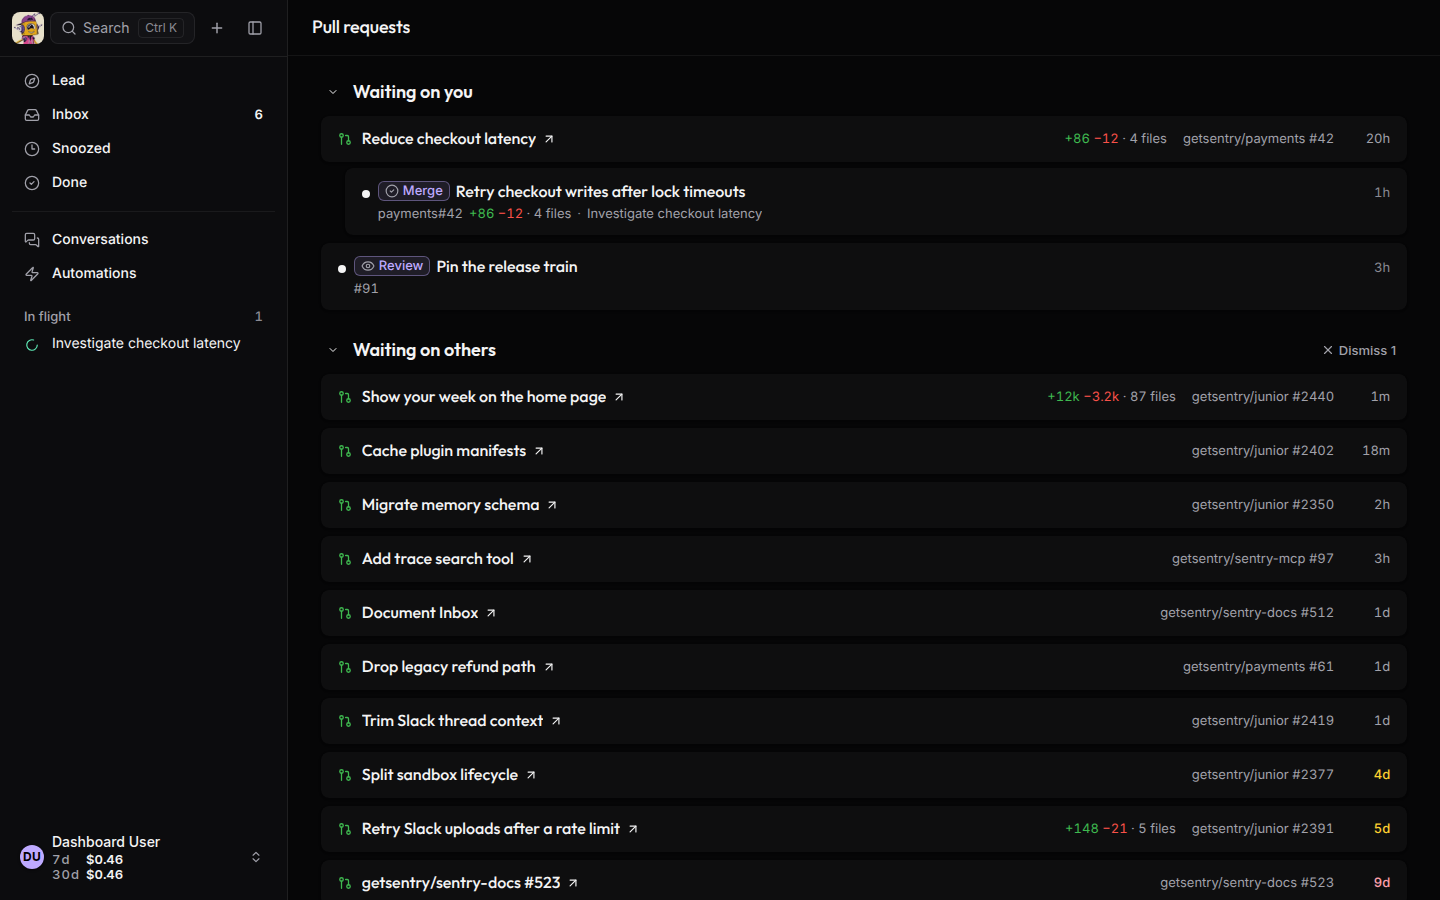 Search Ctrl K
Lead
Inbox 6
Snoozed
Done
Conversations
Automations
In flight 1
Investigate checkout latency
Dashboard User
7d $0.46
30d $0.46
DU
Pull requests
Waiting on you
Reduce checkout latency +86 −12 · 4 files getsentry/payments #42 20h
Merge Retry checkout writes after lock timeouts 1h
payments#42 +86 −12 · 4 files · Investigate checkout latency
Review Pin the release train 3h
#91
Waiting on others Dismiss 1
Show your week on the home page +12k −3.2k · 87 files getsentry/junior #2440 1m
Cache plugin manifests getsentry/junior #2402 18m
Migrate memory schema getsentry/junior #2350 2h
Add trace search tool getsentry/sentry-mcp #97 3h
Document Inbox getsentry/sentry-docs #512 1d
Drop legacy refund path getsentry/payments #61 1d
Trim Slack thread context getsentry/junior #2419 1d
Split sandbox lifecycle getsentry/junior #2377 4d
Retry Slack uploads after a rate limit +148 −21 · 5 files getsentry/junior #2391 5d
getsentry/sentry-docs #523 getsentry/sentry-docs #523 9d